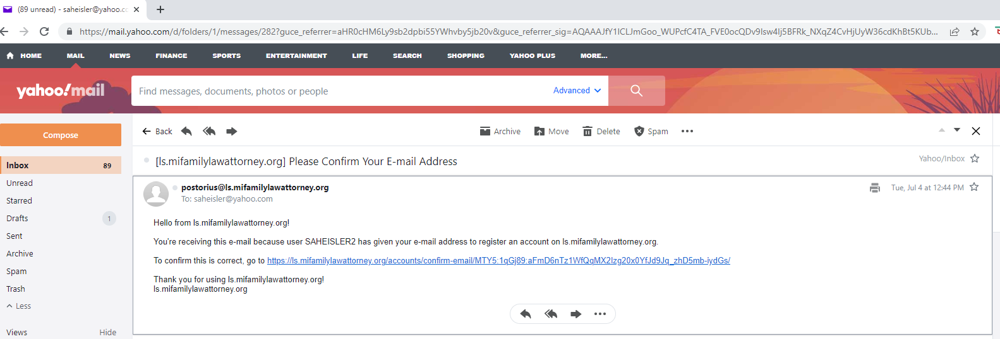 (89 unread) - saheisler@yahoo.cc
https://mail.yahoo.com/d/folders/1/messages/282?guce_referrer=aHR0cHM6Ly9sb2dpbi55YWhvby5jb20v&guce_referrer_sig=AQAAAJfY1ICLJmGoo_WUPcfC4TA_FVE0ocQDv9Isw4Ij5BFRk_NXqZ4CvHjUyW36cdKhBt5KUb...
HOME MAIL NEWS FINANCE SPORTS ENTERTAINMENT LIFE SEARCH SHOPPING YAHOO PLUS MORE...
yahoo!mail
Find messages, documents, photos or people Advanced
Compose
Back Archive Move Delete Spam
[ls.mifamilylawattorney.org] Please Confirm Your E-mail Address Yahoo/Inbox
Inbox 89
Unread
Starred
Drafts 1
Sent
Archive
Spam
Trash
Less
Views Hide
postorius@ls.mifamilylawattorney.org Tue, Jul 4 at 12:44 PM
To: saheisler@yahoo.com
Hello from ls.mifamilylawattorney.org!
You're receiving this e-mail because user SAHEISLER2 has given your e-mail address to register an account on ls.mifamilylawattorney.org.
To confirm this is correct, go to https://ls.mifamilylawattorney.org/accounts/confirm-email/MTY5:1qGj89:aFmD6nTz1WfQqMX2Izg20x0YfJd9Jq_zhD5mb-iydGs/
Thank you for using ls.mifamilylawattorney.org!
ls.mifamilylawattorney.org